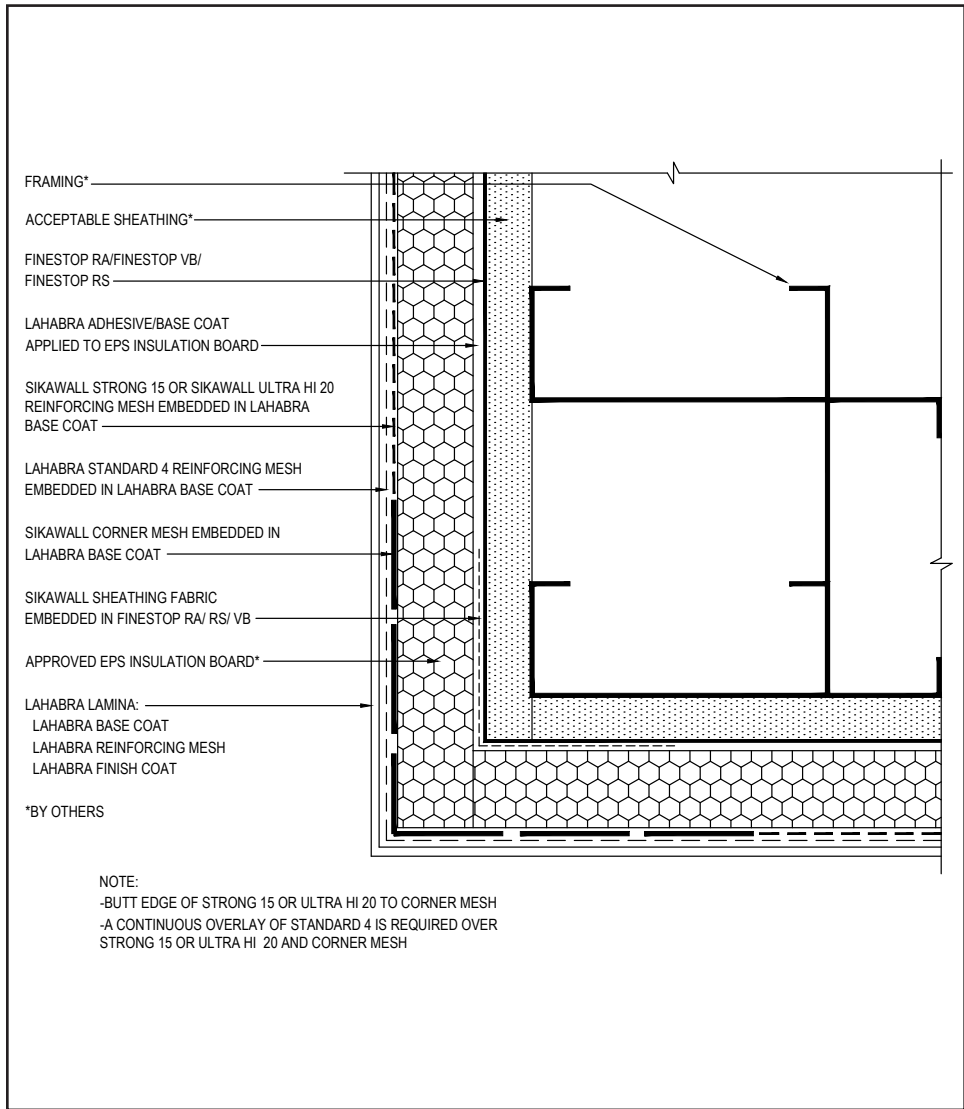 FRAMING*
ACCEPTABLE SHEATHING*
FINESTOP RA/FINESTOP VB/
FINESTOP RS
LAHABRA ADHESIVE/BASE COAT
APPLIED TO EPS INSULATION BOARD
SIKAWALL STRONG 15 OR SIKAWALL ULTRA HI 20
REINFORCING MESH EMBEDDED IN LAHABRA
BASE COAT
LAHABRA STANDARD 4 REINFORCING MESH
EMBEDDED IN LAHABRA BASE COAT
SIKAWALL CORNER MESH EMBEDDED IN
LAHABRA BASE COAT
SIKAWALL SHEATHING FABRIC
EMBEDDED IN FINESTOP RA/ RS/ VB
APPROVED EPS INSULATION BOARD*
LAHABRA LAMINA:
LAHABRA BASE COAT
LAHABRA REINFORCING MESH
LAHABRA FINISH COAT
*BY OTHERS
NOTE:
-BUTT EDGE OF STRONG 15 OR ULTRA HI 20 TO CORNER MESH
-A CONTINUOUS OVERLAY OF STANDARD 4 IS REQUIRED OVER
STRONG 15 OR ULTRA HI 20 AND CORNER MESH